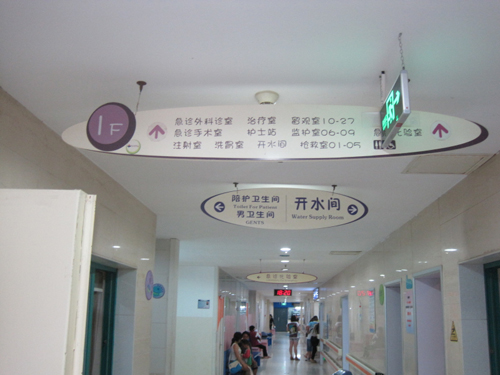 1F
急诊外科诊室 治疗室 留观室10-27
急诊手术室 护士站 监护室06-09
注射室 洗胃室 开水间 抢救室01-05
陪护卫生间
Toilet For Patient
男卫生间
GENTS
开水间
Water Supply Room